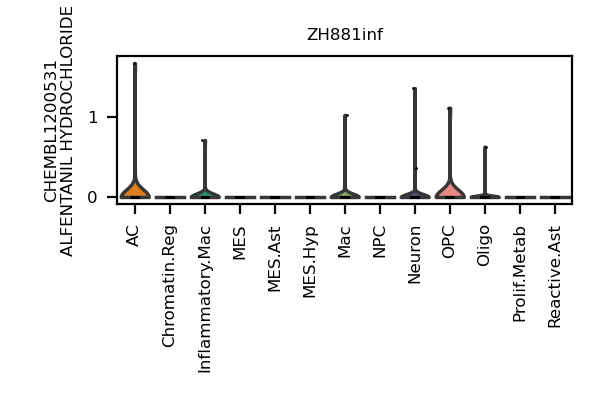 ZH881inf
CHEMBL1200531
ALFENTANIL HYDROCHLORIDE
1
0
AC
Chromatin.Reg
Inflammatory.Mac
MES
MES.Ast
MES.Hyp
Mac
NPC
Neuron
OPC
Oligo
Prolif.Metab
Reactive.Ast